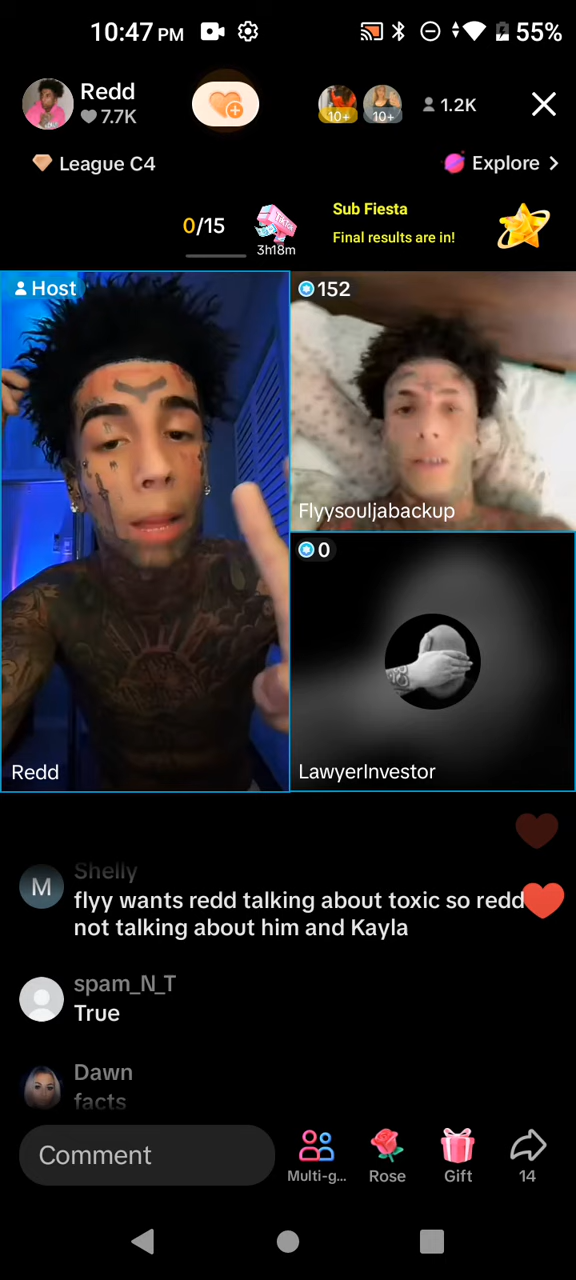 10:47 PM
55%
Redd
7.7K
10+
10+
1.2K
League C4
Explore >
0/15
TikTok
3h18m
Sub Fiesta
Final results are in!
Host
152
Flyysouljabackup
0
Redd
LawyerInvestor
M
Shelly
flyy wants redd talking about toxic so redd
not talking about him and Kayla
spam_N_T
True
Dawn
facts
Comment
Multi-g...
Rose
Gift
14